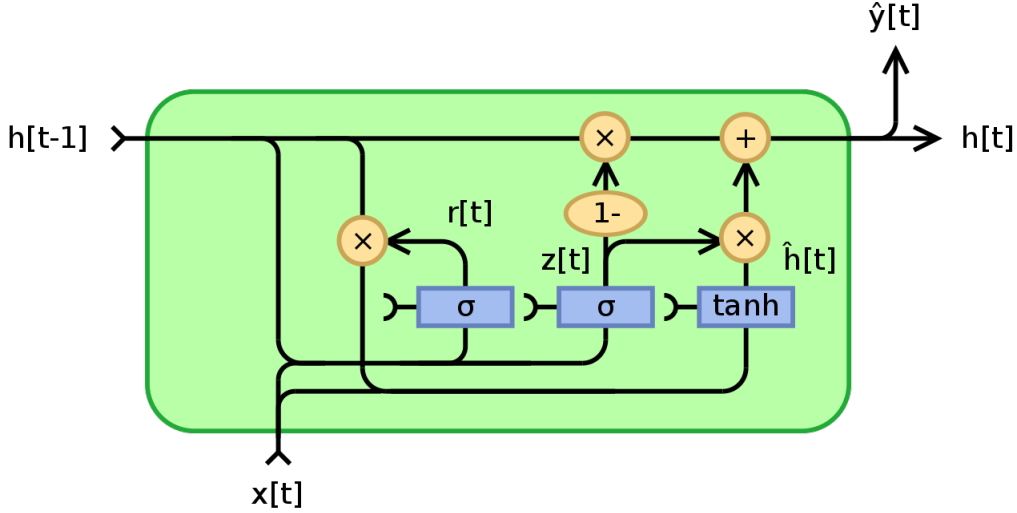 ŷ[t]
h[t-1]
×
+
h[t]
r[t]
1-
×
z[t]
×
ĥ[t]
σ
σ
tanh
x[t]